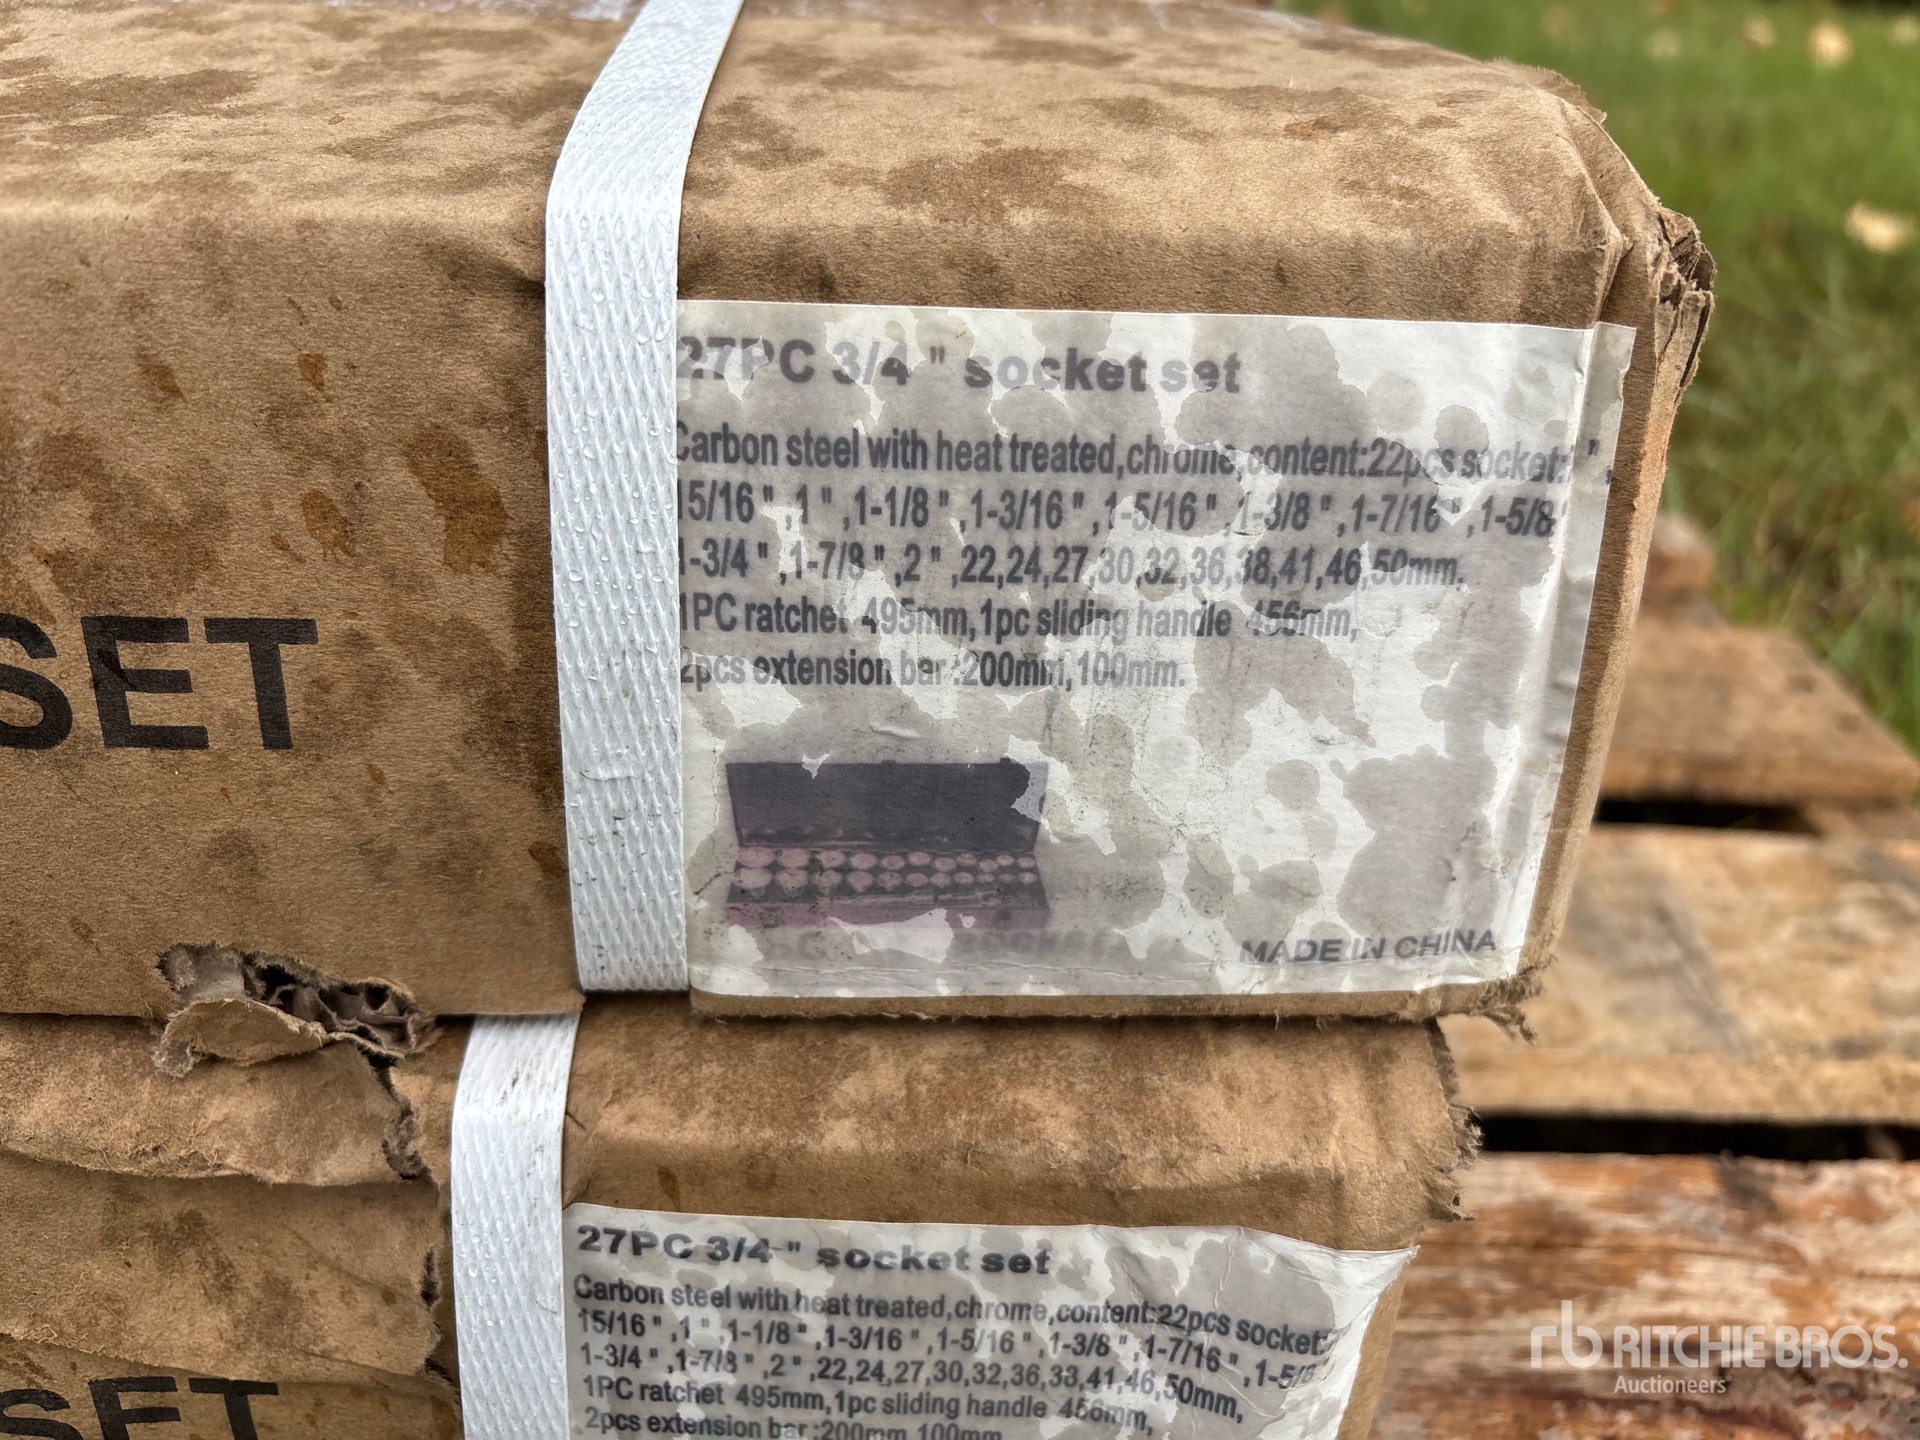 27PC 3/4 " socket set
Carbon steel with heat treated,chrome,content:22pcs socket: ",
15/16 ",1 ",1-1/8 ",1-3/16 ",1-5/16 ",1-3/8 ",1-7/16 ",1-5/8
1-3/4 ",1-7/8 ",2 ",22,24,27,30,32,36,38,41,46,50mm.
1PC ratchet 495mm,1pc sliding handle 456mm,
2pcs extension bar :200mm,100mm.
MADE IN CHINA
SET
27PC 3/4 " socket set
Carbon steel with heat treated,chrome,content:22pcs socket:
15/16 ",1 ",1-1/8 ",1-3/16 ",1-5/16 ",1-3/8 ",1-7/16 ",1-5/8
1-3/4 ",1-7/8 ",2 ",22,24,27,30,32,36,38,41,46,50mm,
1PC ratchet 495mm,1pc sliding handle 456mm,
2pcs extension bar :200mm,100mm
SET
rb RITCHIE BROS.
Auctioneers